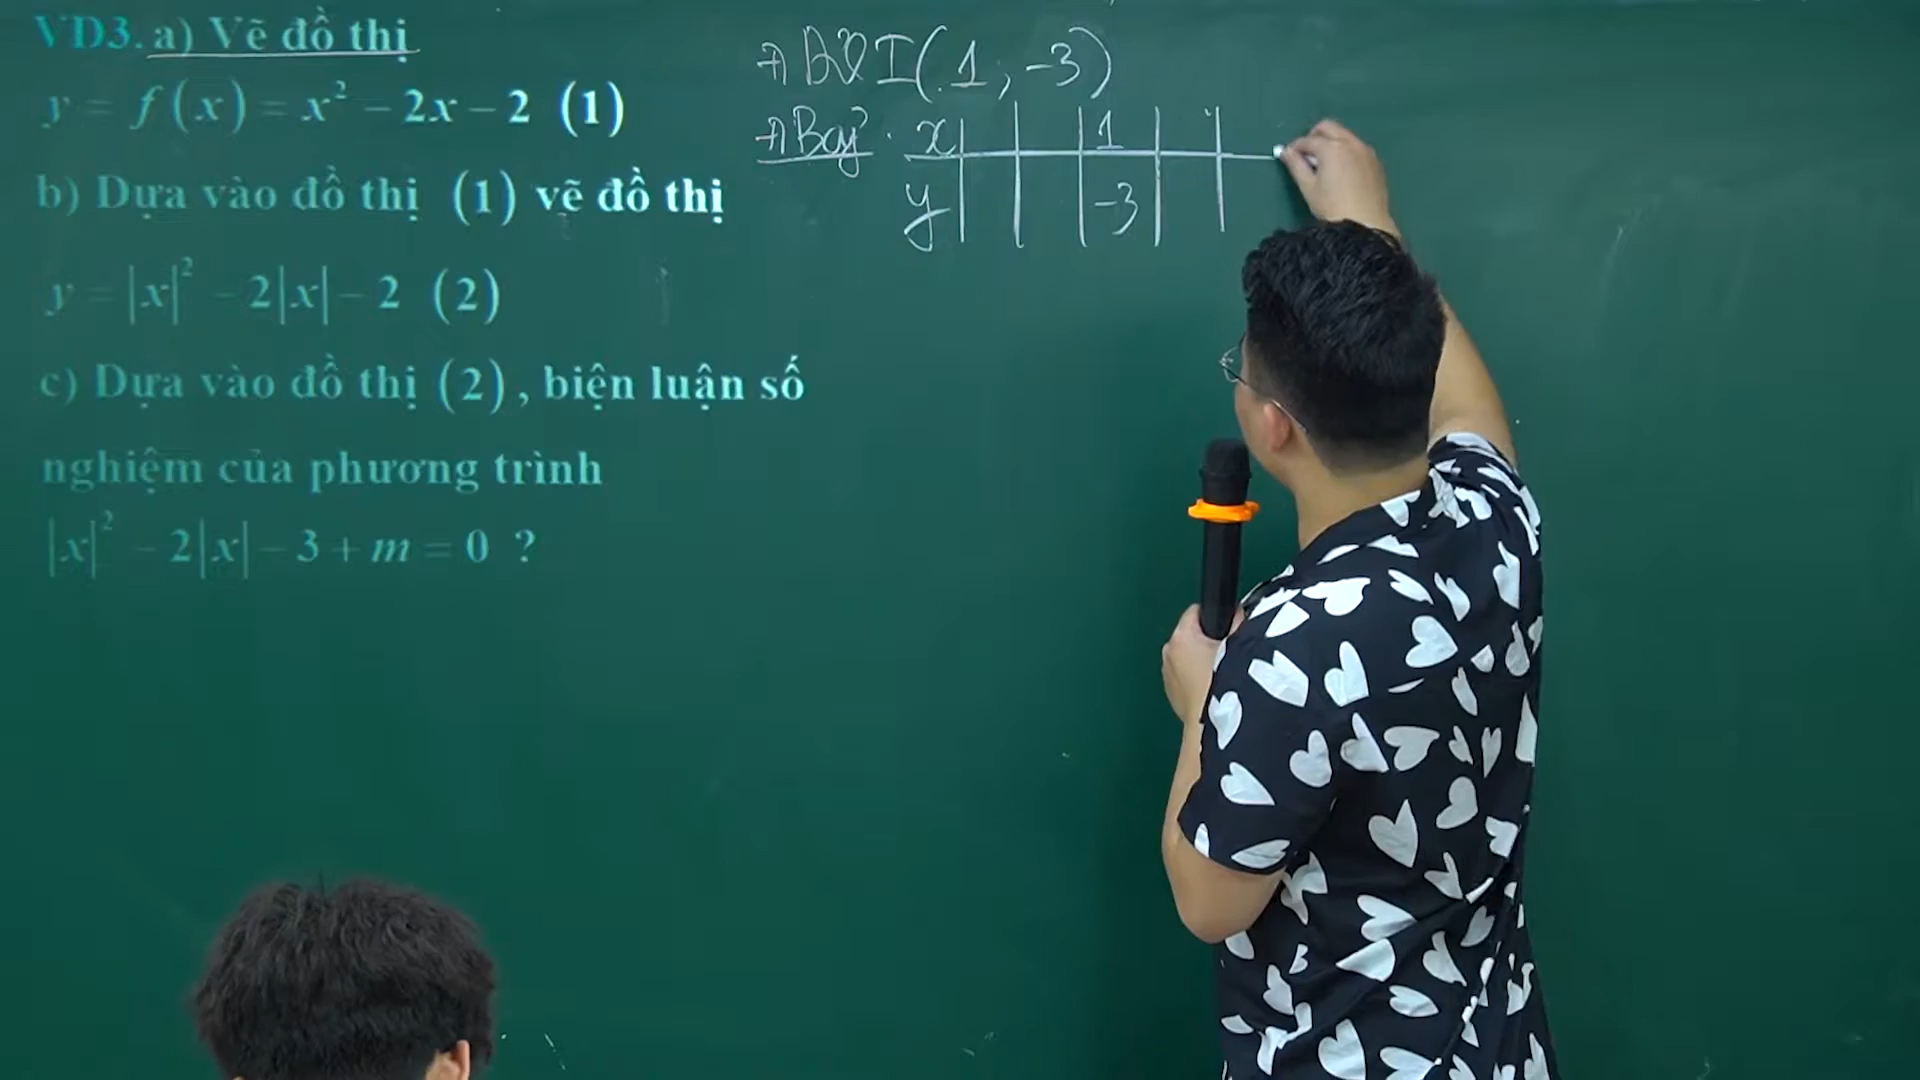 VD3. a) Vẽ đồ thị
y = f(x) = x² − 2x − 2 (1)
b) Dựa vào đồ thị (1) vẽ đồ thị
y = |x|² − 2|x| − 2 (2)
c) Dựa vào đồ thị (2), biện luận số
nghiệm của phương trình
|x|² − 2|x| − 3 + m = 0 ?
I(1; -3)
x 1
y -3